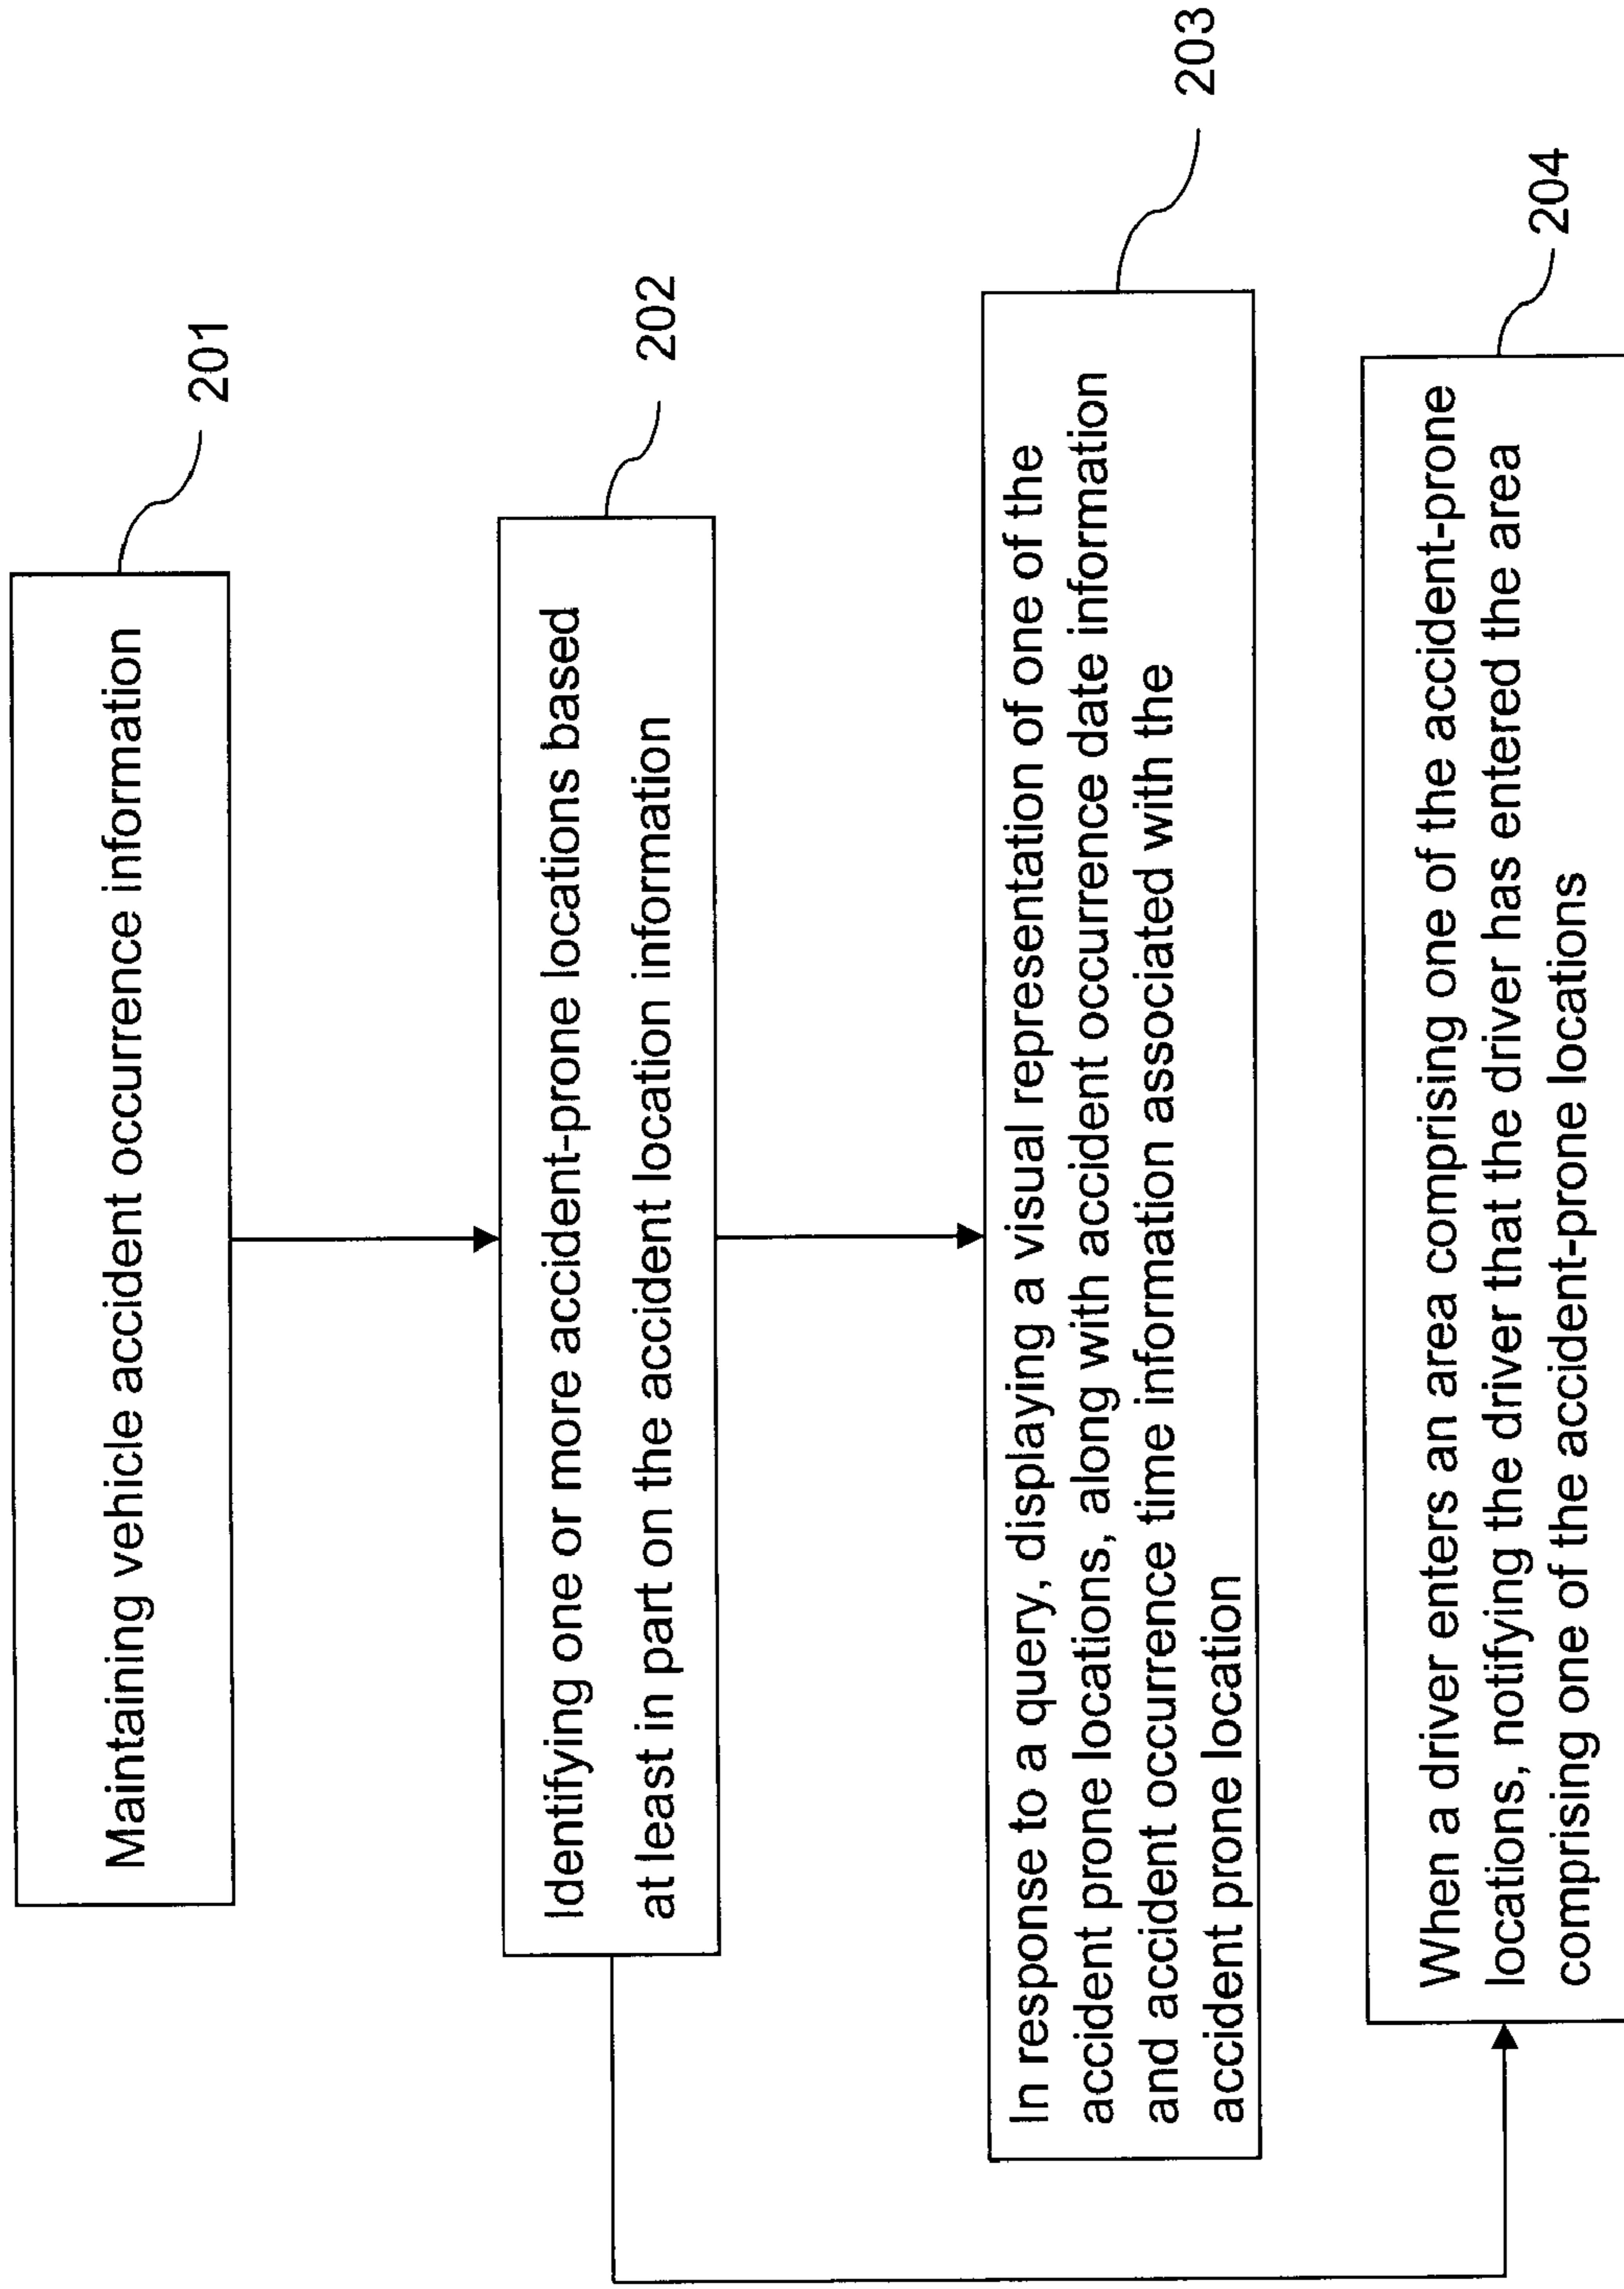 Maintaining vehicle accident occurrence information
201
Identifying one or more accident-prone locations based
at least in part on the accident location information
202
In response to a query, displaying a visual representation of one of the
accident prone locations, along with accident occurrence date information
and accident occurrence time information associated with the
accident prone location
203
When a driver enters an area comprising one of the accident-prone
locations, notifying the driver that the driver has entered the area
comprising one of the accident-prone locations
204